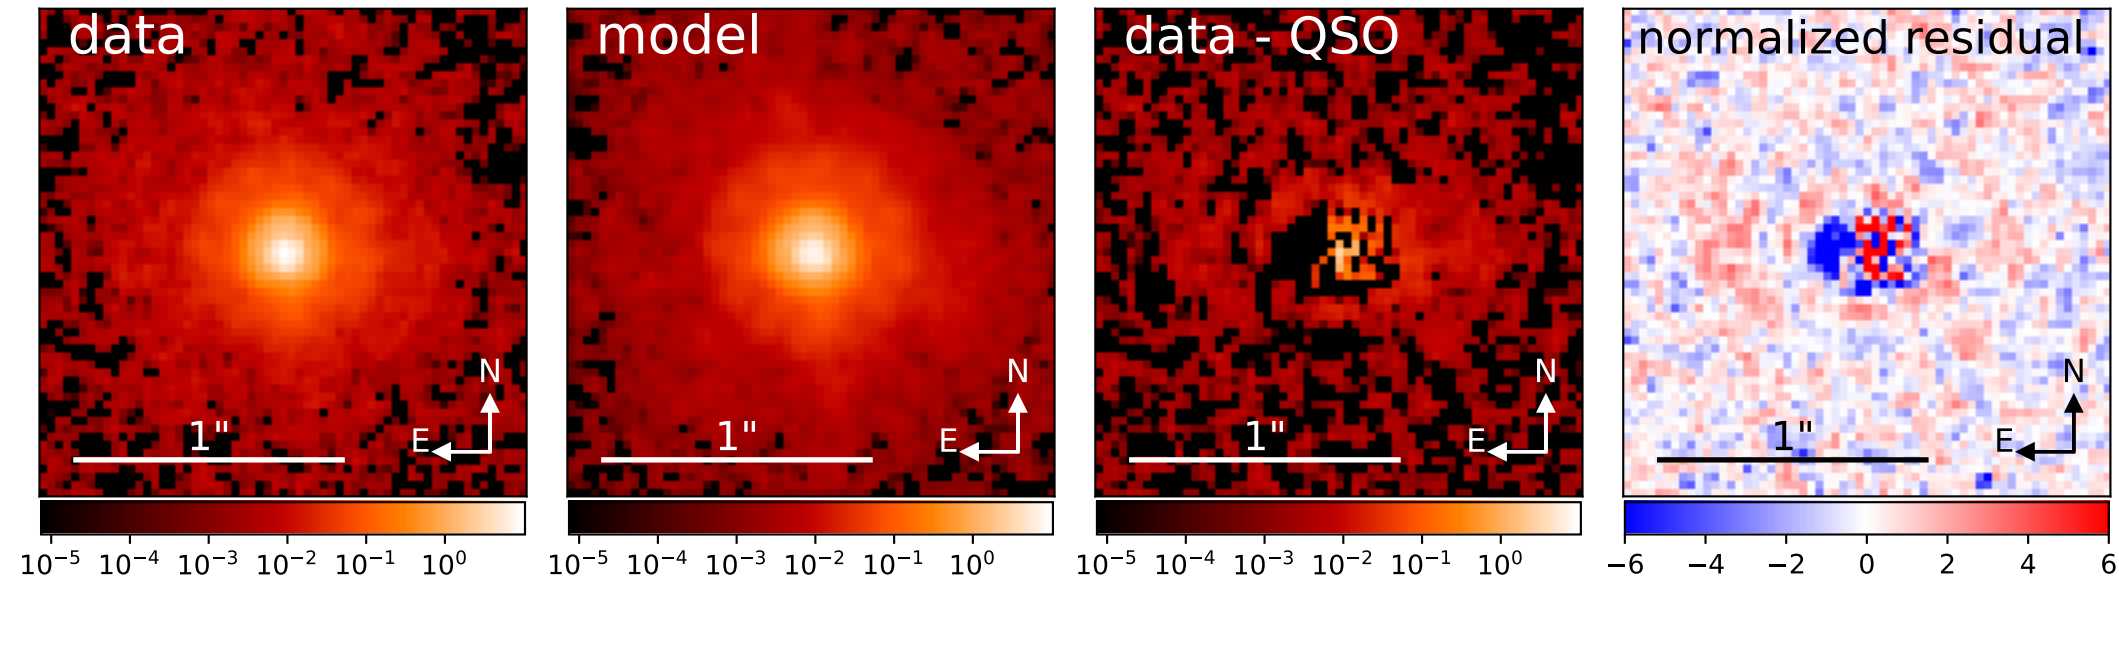 data model data - QSO normalized residual
N N N N
1" 1" 1" 1"
E E E E
10⁻⁵ 10⁻⁴ 10⁻³ 10⁻² 10⁻¹ 10⁰ 10⁻⁵ 10⁻⁴ 10⁻³ 10⁻² 10⁻¹ 10⁰ 10⁻⁵ 10⁻⁴ 10⁻³ 10⁻² 10⁻¹ 10⁰ −6 −4 −2 0 2 4 6